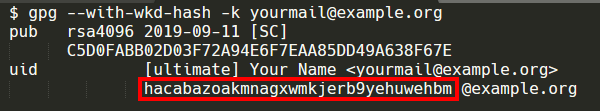 $ gpg --with-wkd-hash -k yourmail@example.org
pub   rsa4096 2019-09-11 [SC]
      C5D0FABB02D03F72A94E6F7EAA85DD49A638F67E
uid           [ultimate] Your Name <yourmail@example.org>
              hacabazoakmnagxwmkjerb9yehuwehbm @example.org